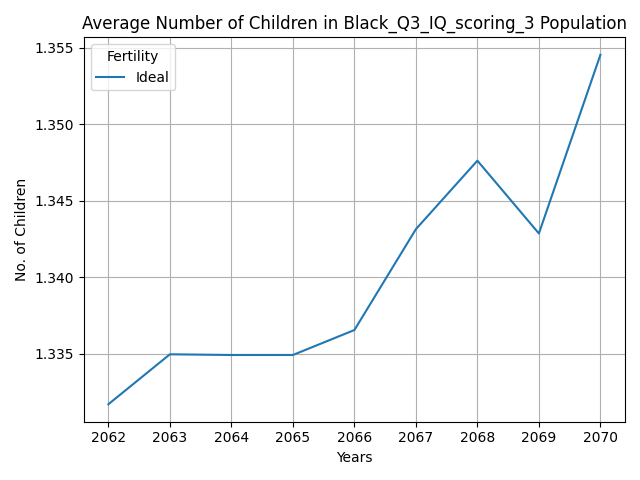 Average Number of Children in Black_Q3_IQ_scoring_3 Population
Fertility
Ideal
No. of Children
1.355
1.350
1.345
1.340
1.335
2062 2063 2064 2065 2066 2067 2068 2069 2070
Years